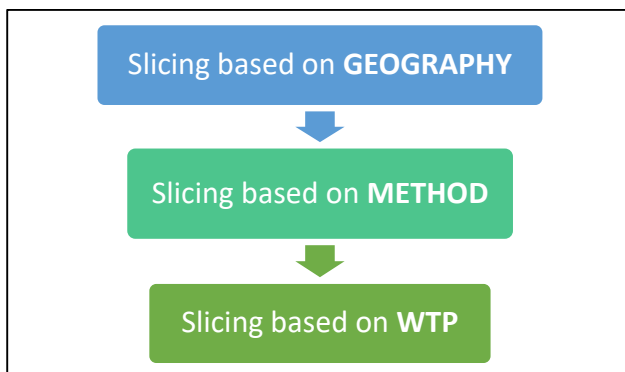 Slicing based on GEOGRAPHY
Slicing based on METHOD
Slicing based on WTP